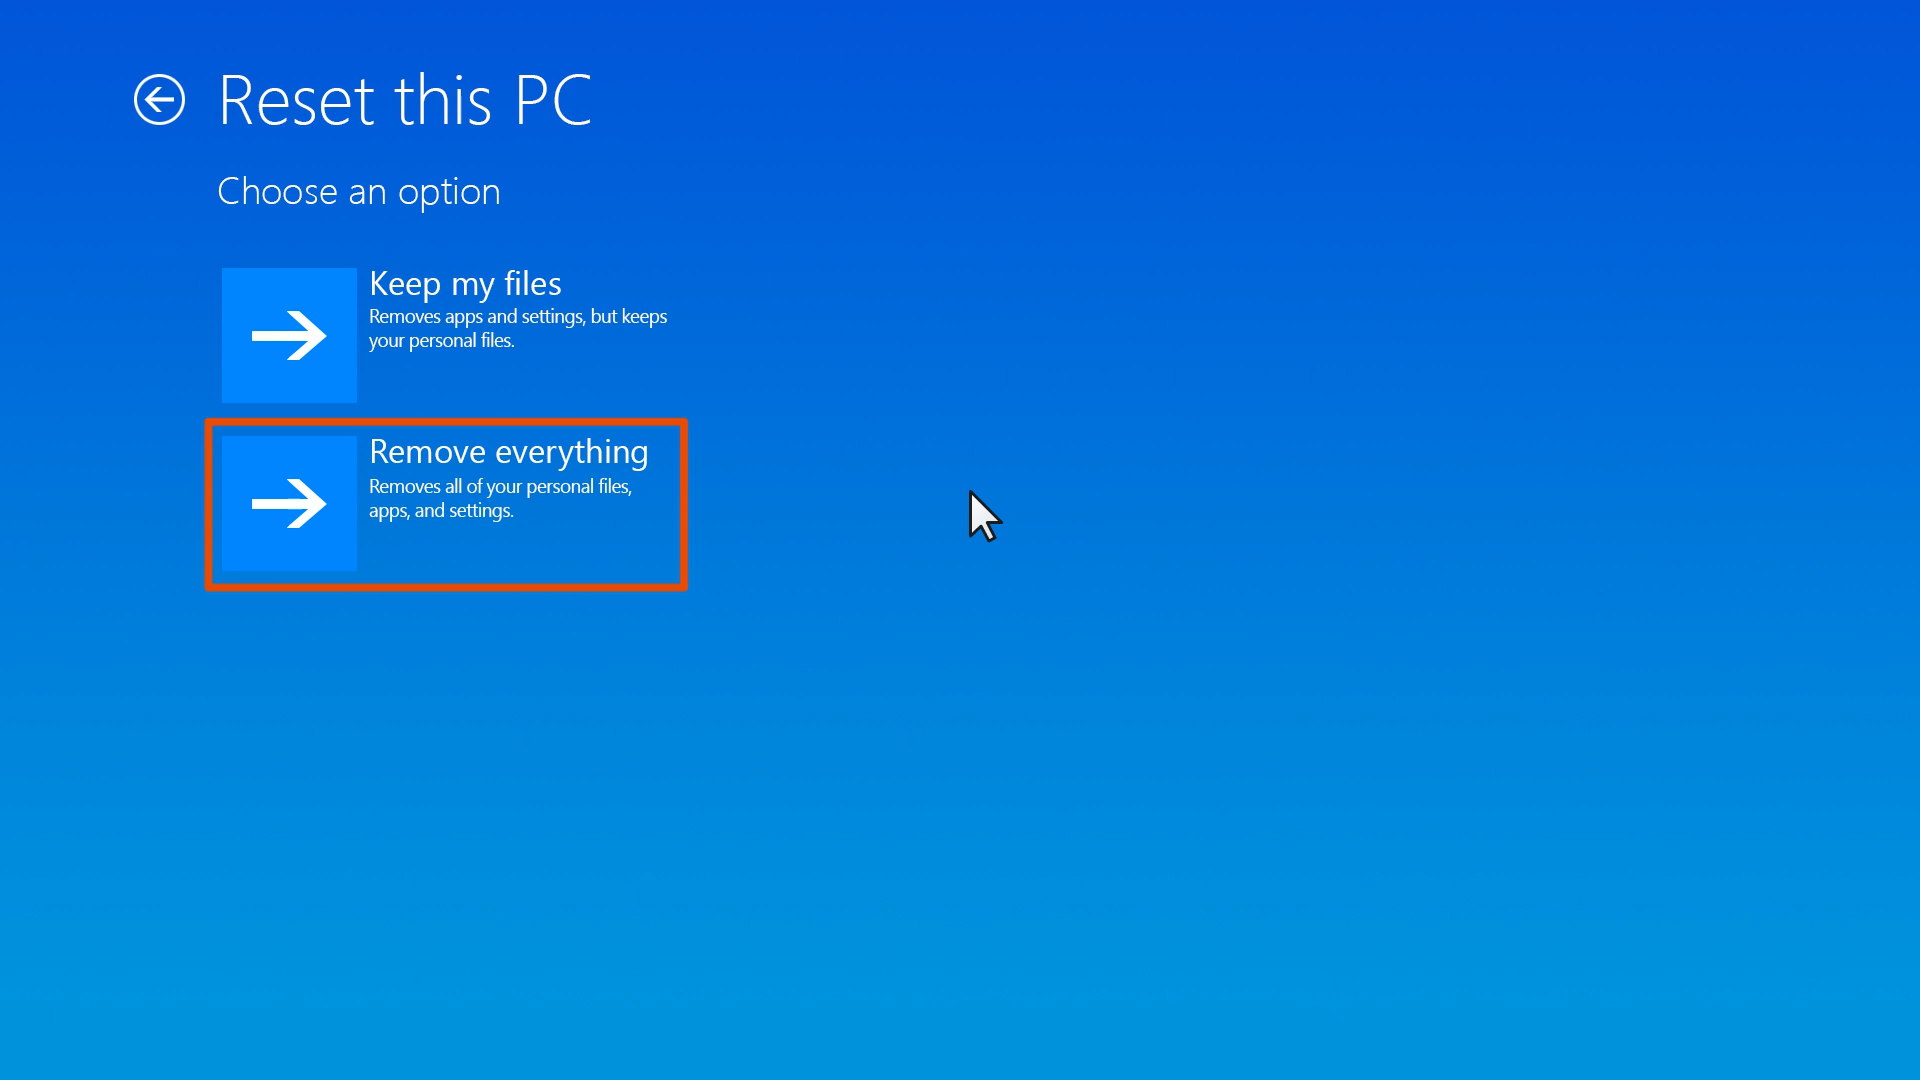 Reset this PC
Choose an option
Keep my files
Removes apps and settings, but keeps
your personal files.
Remove everything
Removes all of your personal files,
apps, and settings.